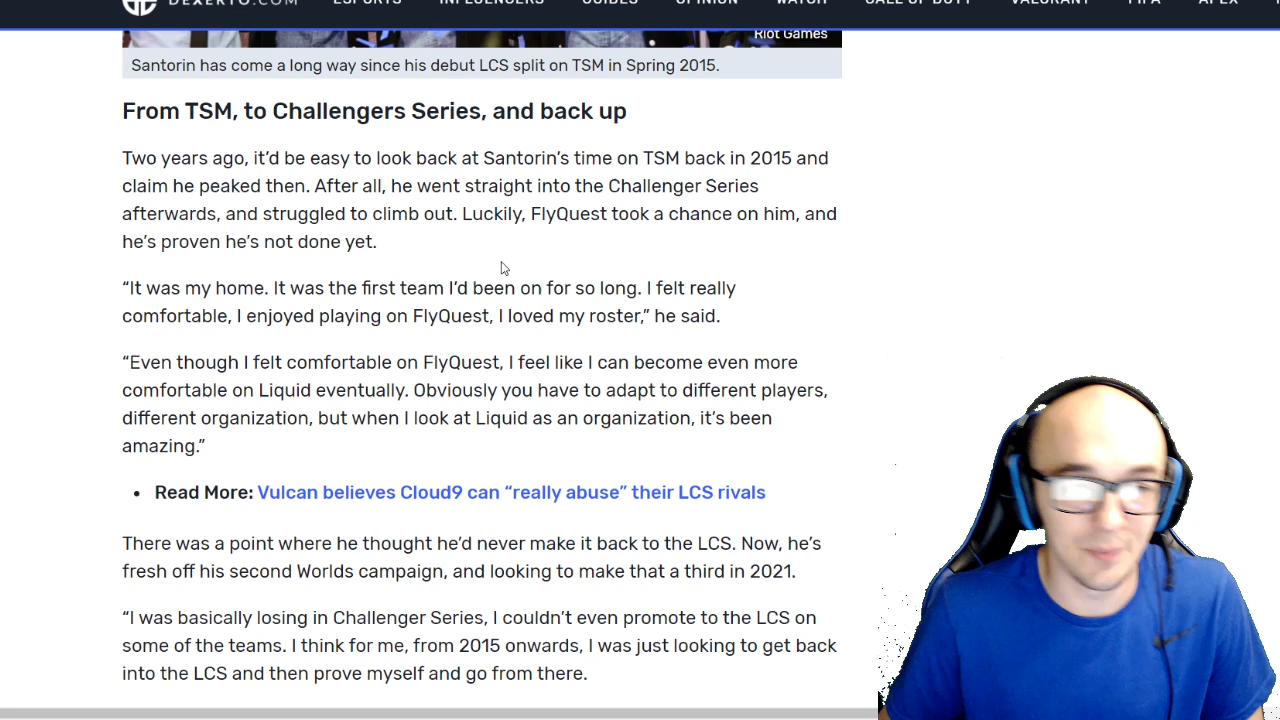 DEXERTO.COM ESPORTS INFLUENCERS GUIDES OPINION WATCH CALL OF DUTY VALORANT FIFA APEX
Riot Games
Santorin has come a long way since his debut LCS split on TSM in Spring 2015.
From TSM, to Challengers Series, and back up
Two years ago, it’d be easy to look back at Santorin’s time on TSM back in 2015 and
claim he peaked then. After all, he went straight into the Challenger Series
afterwards, and struggled to climb out. Luckily, FlyQuest took a chance on him, and
he’s proven he’s not done yet.
“It was my home. It was the first team I’d been on for so long. I felt really
comfortable, I enjoyed playing on FlyQuest, I loved my roster,” he said.
“Even though I felt comfortable on FlyQuest, I feel like I can become even more
comfortable on Liquid eventually. Obviously you have to adapt to different players,
different organization, but when I look at Liquid as an organization, it’s been
amazing.”
• Read More: Vulcan believes Cloud9 can “really abuse” their LCS rivals
There was a point where he thought he’d never make it back to the LCS. Now, he’s
fresh off his second Worlds campaign, and looking to make that a third in 2021.
“I was basically losing in Challenger Series, I couldn’t even promote to the LCS on
some of the teams. I think for me, from 2015 onwards, I was just looking to get back
into the LCS and then prove myself and go from there.